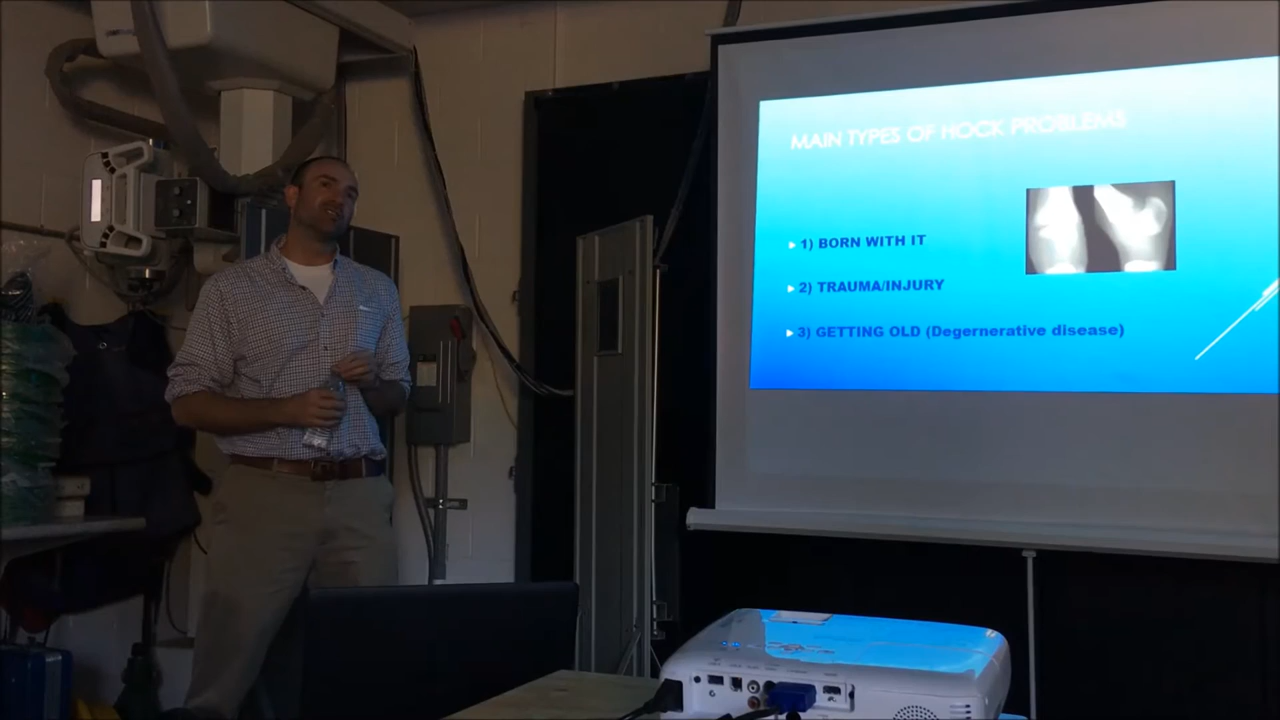 MAIN TYPES OF HOCK PROBLEMS
1) BORN WITH IT
2) TRAUMA/INJURY
3) GETTING OLD (Degernerative disease)